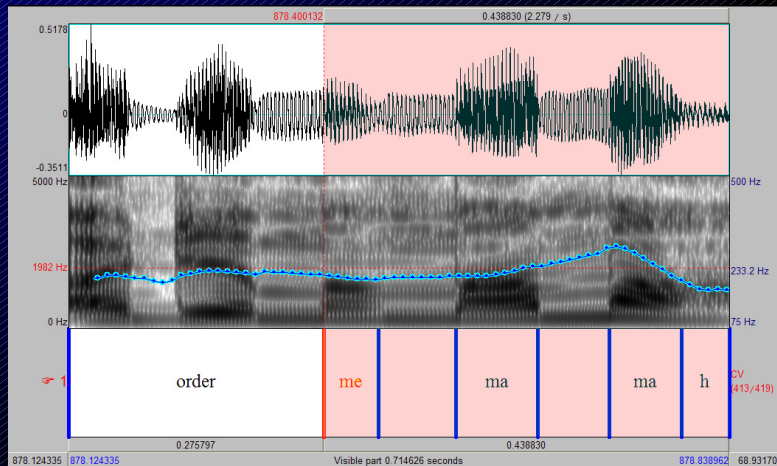 878.400132 0.438830 (2.279 / s)
0.5178
0
-0.3511
5000 Hz 500 Hz
1982 Hz 233.2 Hz
0 Hz 75 Hz
☞ 1 order me ma ma h CV
(413/419)
0.275797 0.438830
878.124335 878.124335 Visible part 0.714626 seconds 878.838962 68.93170